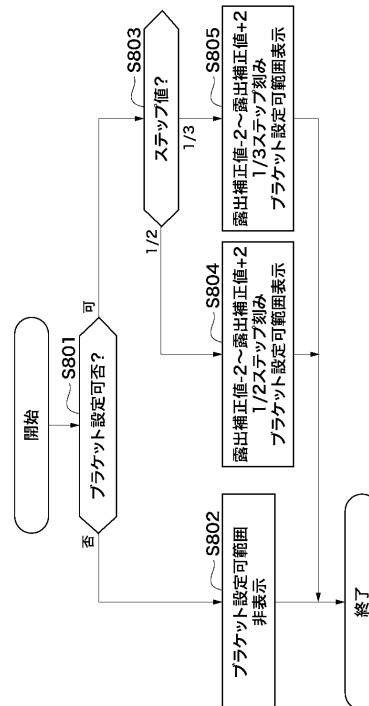 開始
ブラケット設定可否?
S801
否
可
ステップ値?
S803
1/2
1/3
ブラケット設定可範囲
非表示
S802
露出補正値-2～露出補正値+2
1/2ステップ刻み
ブラケット設定可範囲表示
S804
露出補正値-2～露出補正値+2
1/3ステップ刻み
ブラケット設定可範囲表示
S805
終了